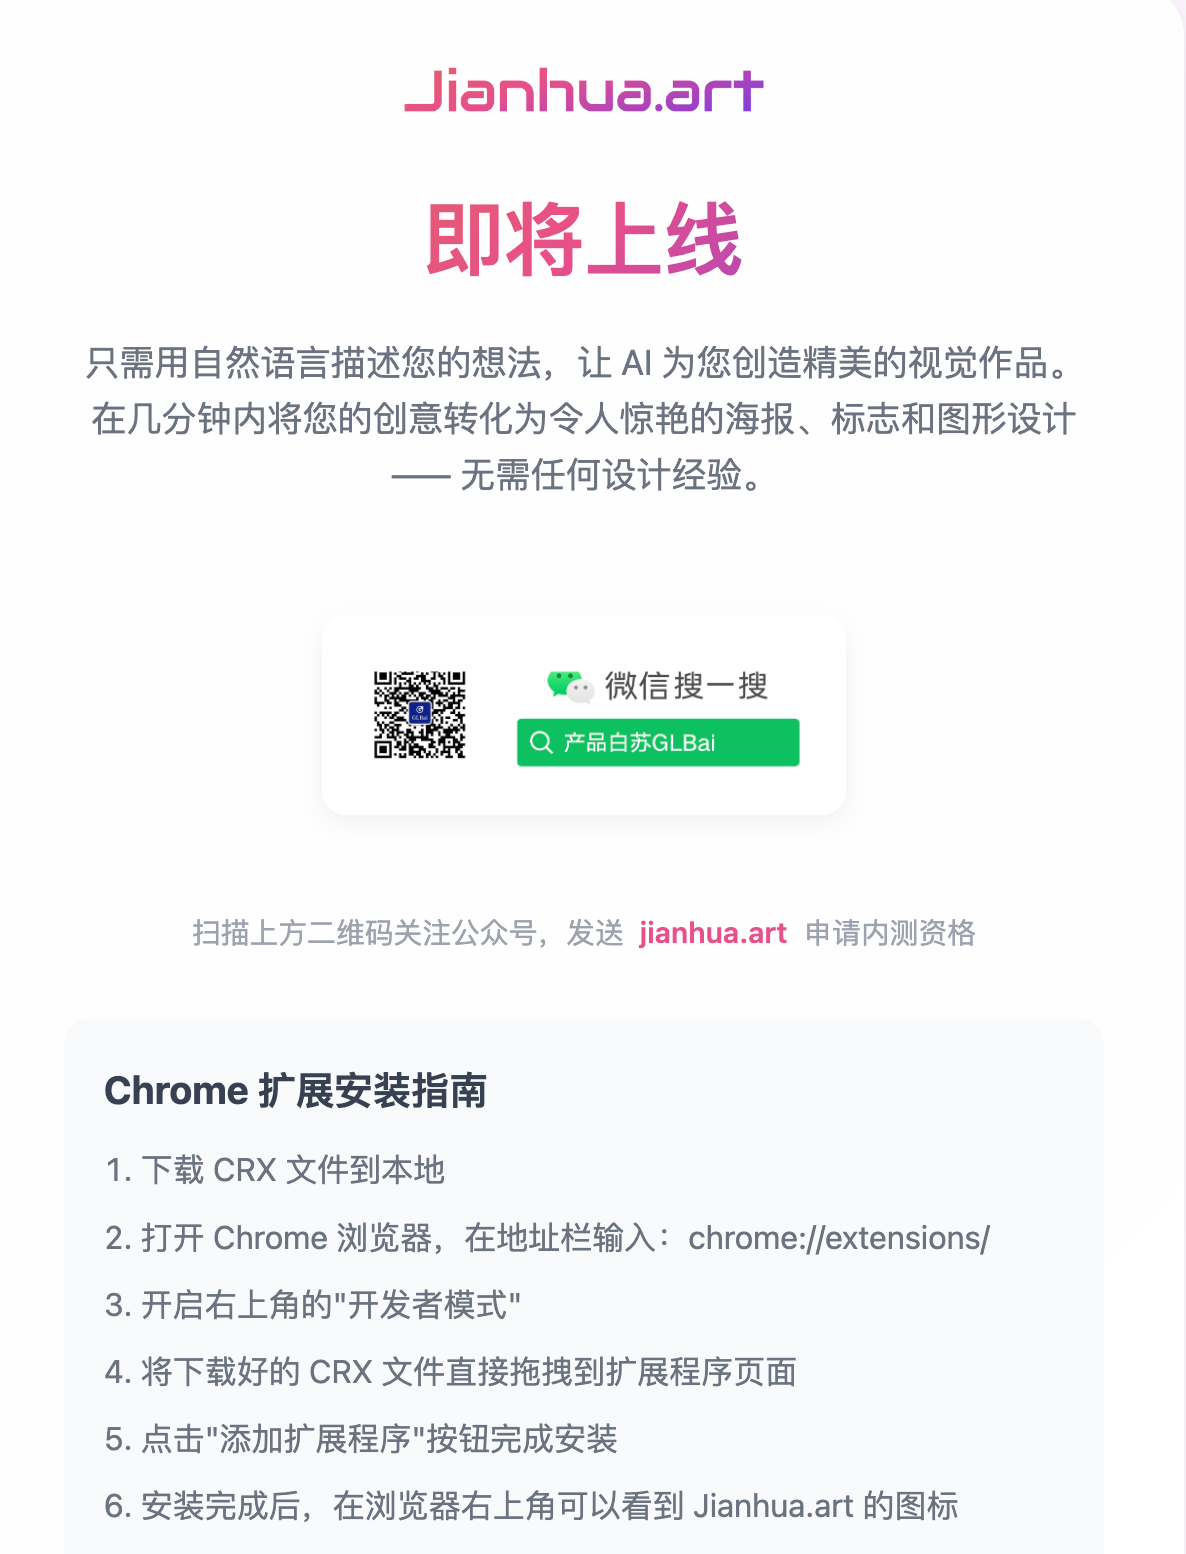 Jianhua.art
即将上线
只需用自然语言描述您的想法，让 AI 为您创造精美的视觉作品。
在几分钟内将您的创意转化为令人惊艳的海报、标志和图形设计
—— 无需任何设计经验。
微信搜一搜
产品白苏GLBai
GLBai
扫描上方二维码关注公众号，发送 jianhua.art 申请内测资格
Chrome 扩展安装指南
1. 下载 CRX 文件到本地
2. 打开 Chrome 浏览器，在地址栏输入：chrome://extensions/
3. 开启右上角的"开发者模式"
4. 将下载好的 CRX 文件直接拖拽到扩展程序页面
5. 点击"添加扩展程序"按钮完成安装
6. 安装完成后，在浏览器右上角可以看到 Jianhua.art 的图标